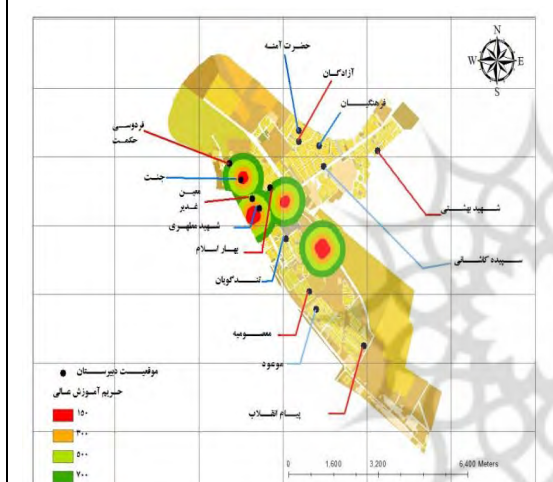 حضرت آمنه
آزادگان
فرهنگیان
N
W E
S
فردوسی
حکمت
جنت
معین
غدیر
شهید مطهری
بهار اسلام
تندگویان
شهید بهشتی
سپیده کاشانی
معصومیه
موعود
پیام انقلاب
موقعیت دبیرستان
حریم آموزش عالی
۱۵۰
۳۰۰
۵۰۰
۷۰۰
0 1,600 3,200 6,400 Meters